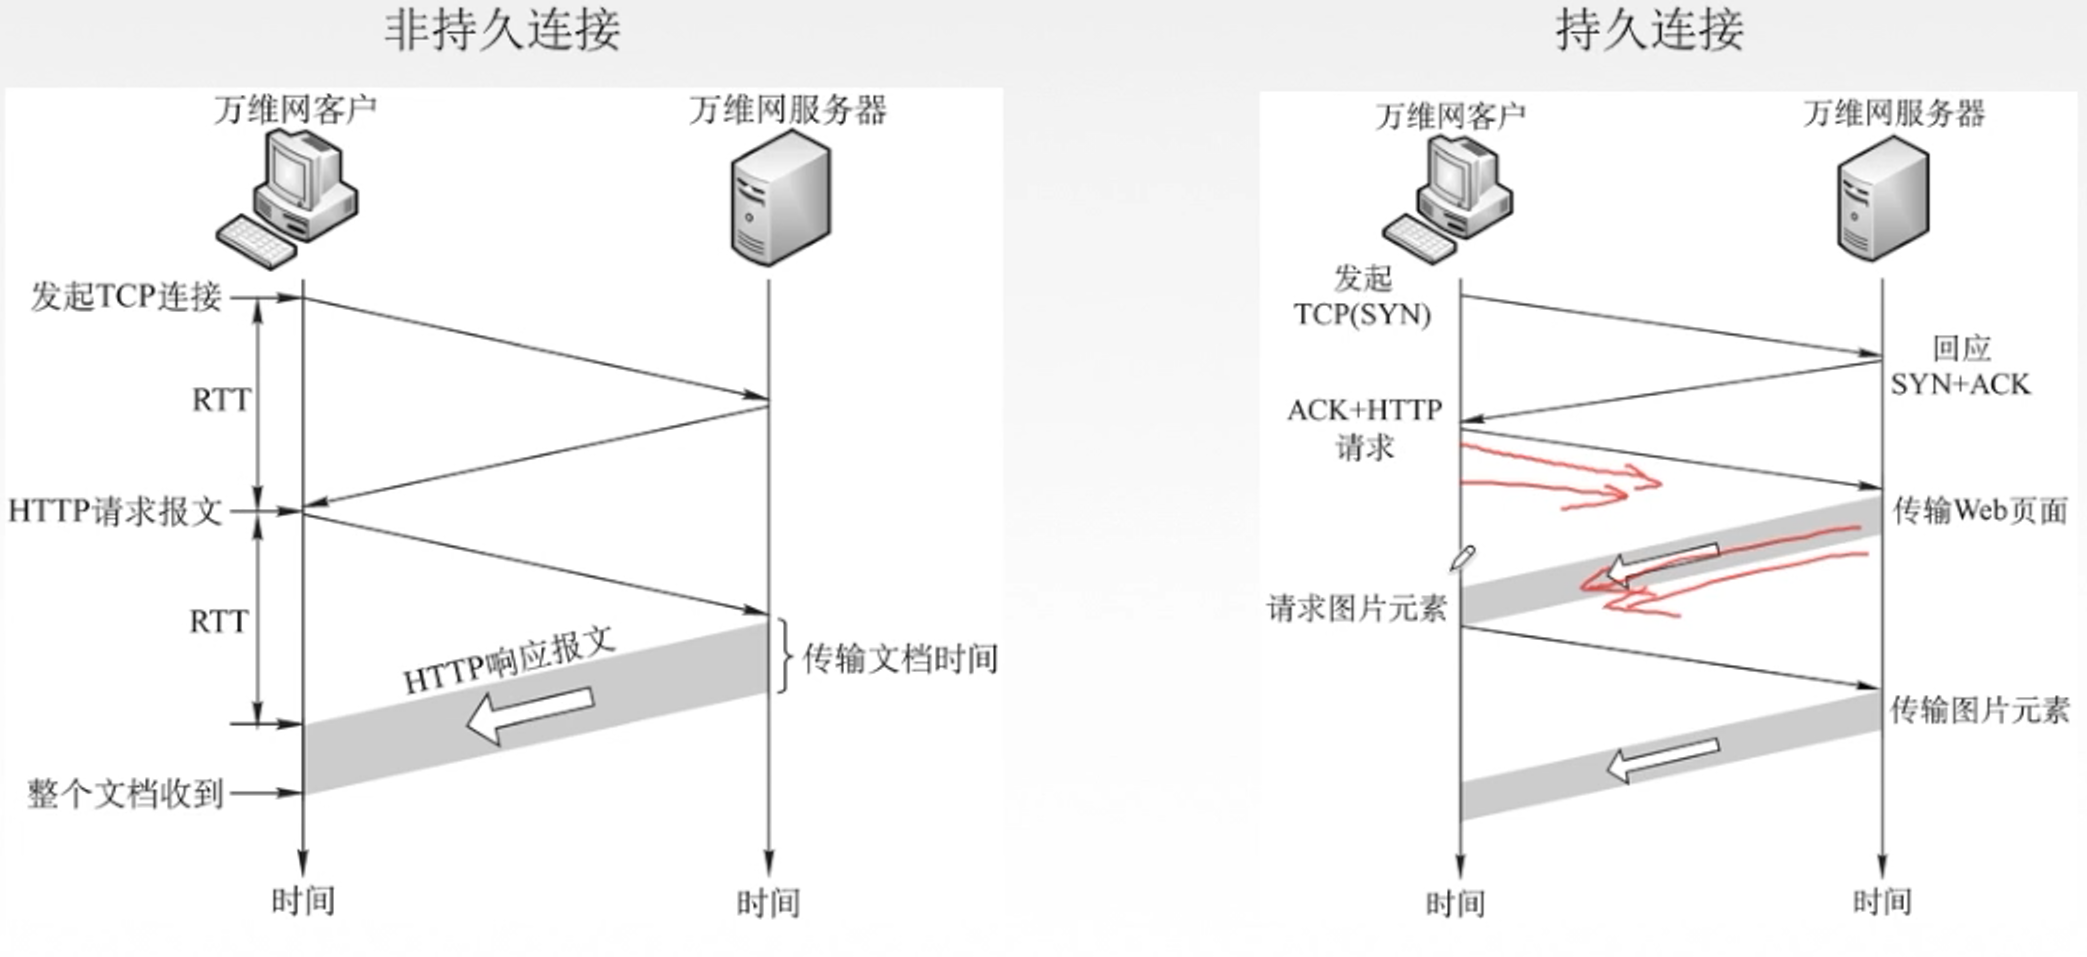 非持久连接
万维网客户
万维网服务器
发起TCP连接
RTT
HTTP请求报文
RTT
HTTP响应报文
传输文档时间
整个文档收到
时间
时间
持久连接
万维网客户
万维网服务器
发起
TCP(SYN)
回应
SYN+ACK
ACK+HTTP
请求
传输Web页面
请求图片元素
传输图片元素
时间
时间